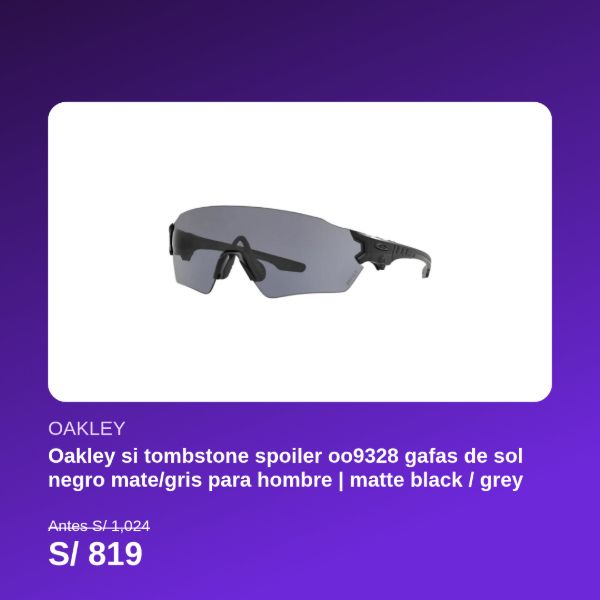 OAKLEY
Oakley si tombstone spoiler oo9328 gafas de sol
negro mate/gris para hombre | matte black / grey
Antes S/ 1,024
S/ 819